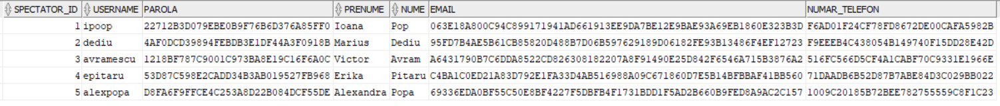 SPECTATOR_ID USERNAME PAROLA PRENUME NUME EMAIL NUMAR_TELEFON
1 ipoop 22712B3D079EBE0B9F76B6D376A85FF0 Ioana Pop 063E18A800C94C899171941AD661913EE9DA7BE12E9BAE93A69EB1860E323B3D F6AD01F24CF78FD8672DE00CAFA5982B
2 dediu 4AF0DCD39894FEBDB3E1DF44A3F0918B Marius Dediu 95FD7B4AE5B61CB85820D488B7D06B597629189D06182FE93B13486F4EF12723 F9EEEB4C438054B149740F15DD28E42D
3 avramescu 1218BF787C9001C973BA8E19C16F6A0C Victor Avram A6431790B7C6DDA8522CD826308182207A8F91490E25D842F6546A715B3876A2 516FC566D5CF4A1CABF70C9331E1966E
4 epitaru 53D87C598E2CADD34B3AB019527FB968 Erika Pitaru C4BA1C0ED21A83D792E1FA33D4AB516988A09C671860D7E5B14BFBBAF41BB560 71DAADB6B52D87B7ABE84D3C029BB022
5 alexpopa D8FA6F9FFCE4C253A8D22B084DCF55DE Alexandra Popa 69336EDA0BF55C50E8BF4227F5DBFB4F1731BDD1F5AD2B660B9FED8A9AC2C157 1009C20185B72BEE782755559C8F1C23